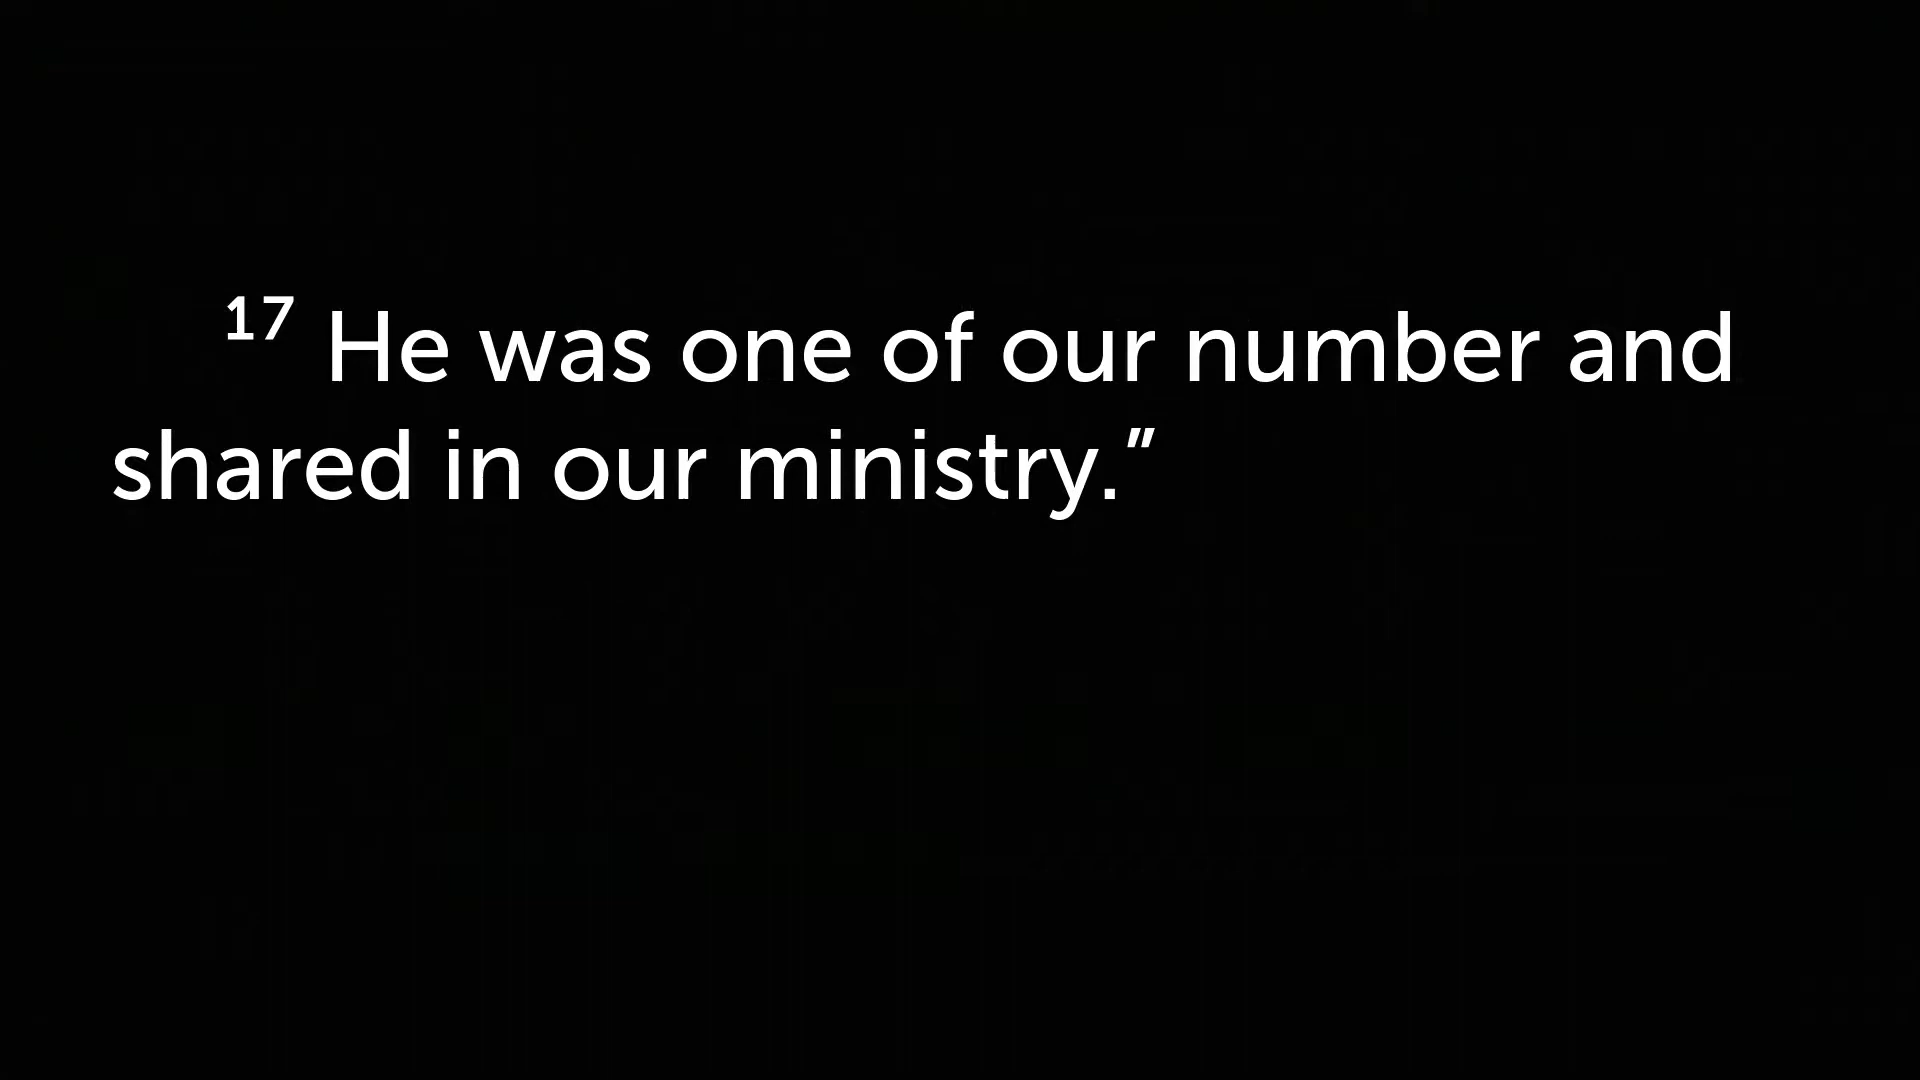 ¹⁷ He was one of our number and
shared in our ministry.”